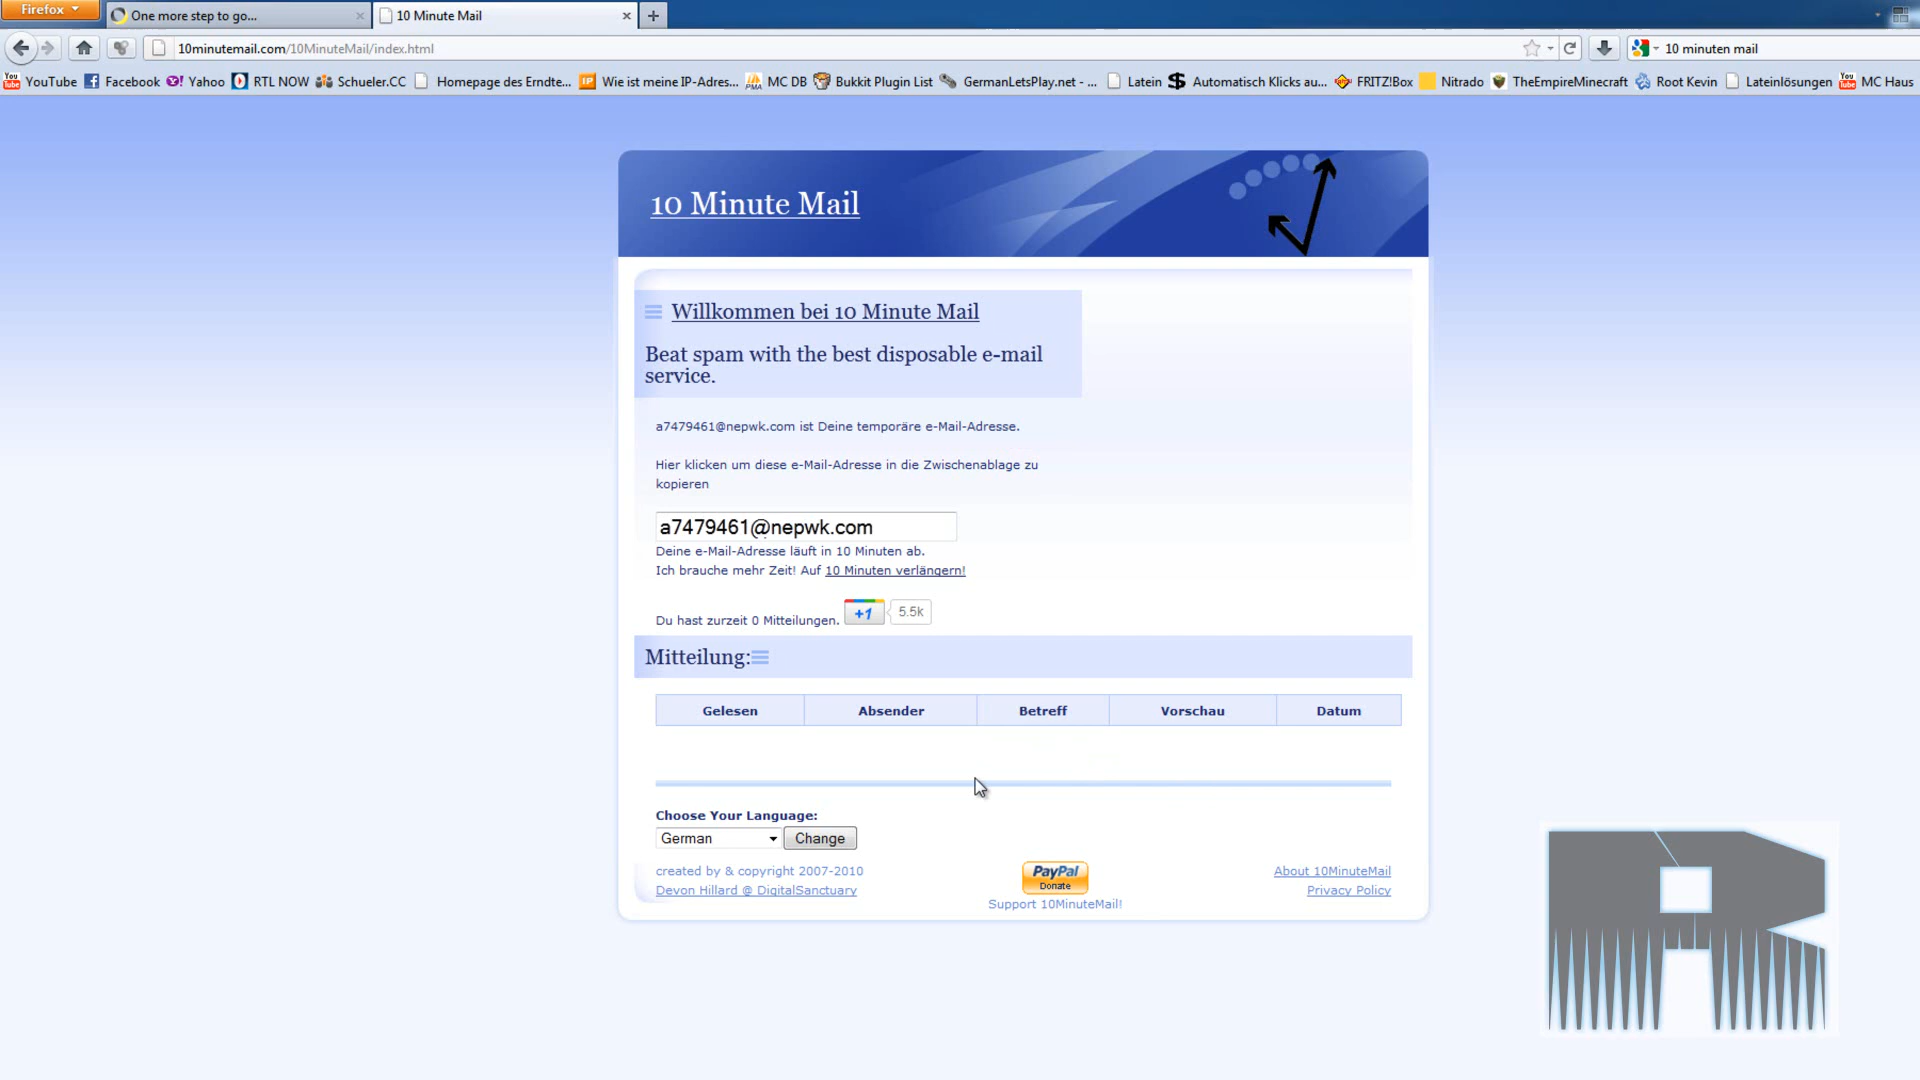 Firefox
One more step to go...
10 Minute Mail
10minutemail.com/10MinuteMail/index.html
10 minuten mail
YouTube Facebook Yahoo RTL NOW Schueler.CC Homepage des Erndte... Wie ist meine IP-Adres... MC DB Bukkit Plugin List GermanLetsPlay.net - ... Latein Automatisch Klicks au... FRITZ!Box Nitrado TheEmpireMinecraft Root Kevin Lateinlösungen MC Haus
10 Minute Mail
Willkommen bei 10 Minute Mail
Beat spam with the best disposable e-mail
service.
a7479461@nepwk.com ist Deine temporäre e-Mail-Adresse.
Hier klicken um diese e-Mail-Adresse in die Zwischenablage zu
kopieren
a7479461@nepwk.com
Deine e-Mail-Adresse läuft in 10 Minuten ab.
Ich brauche mehr Zeit! Auf 10 Minuten verlängern!
Du hast zurzeit 0 Mitteilungen. +1 5.5k
Mitteilung:
Gelesen Absender Betreff Vorschau Datum
Choose Your Language:
German Change
created by & copyright 2007-2010
Devon Hillard @ DigitalSanctuary
PayPal
Donate
Support 10MinuteMail!
About 10MinuteMail
Privacy Policy